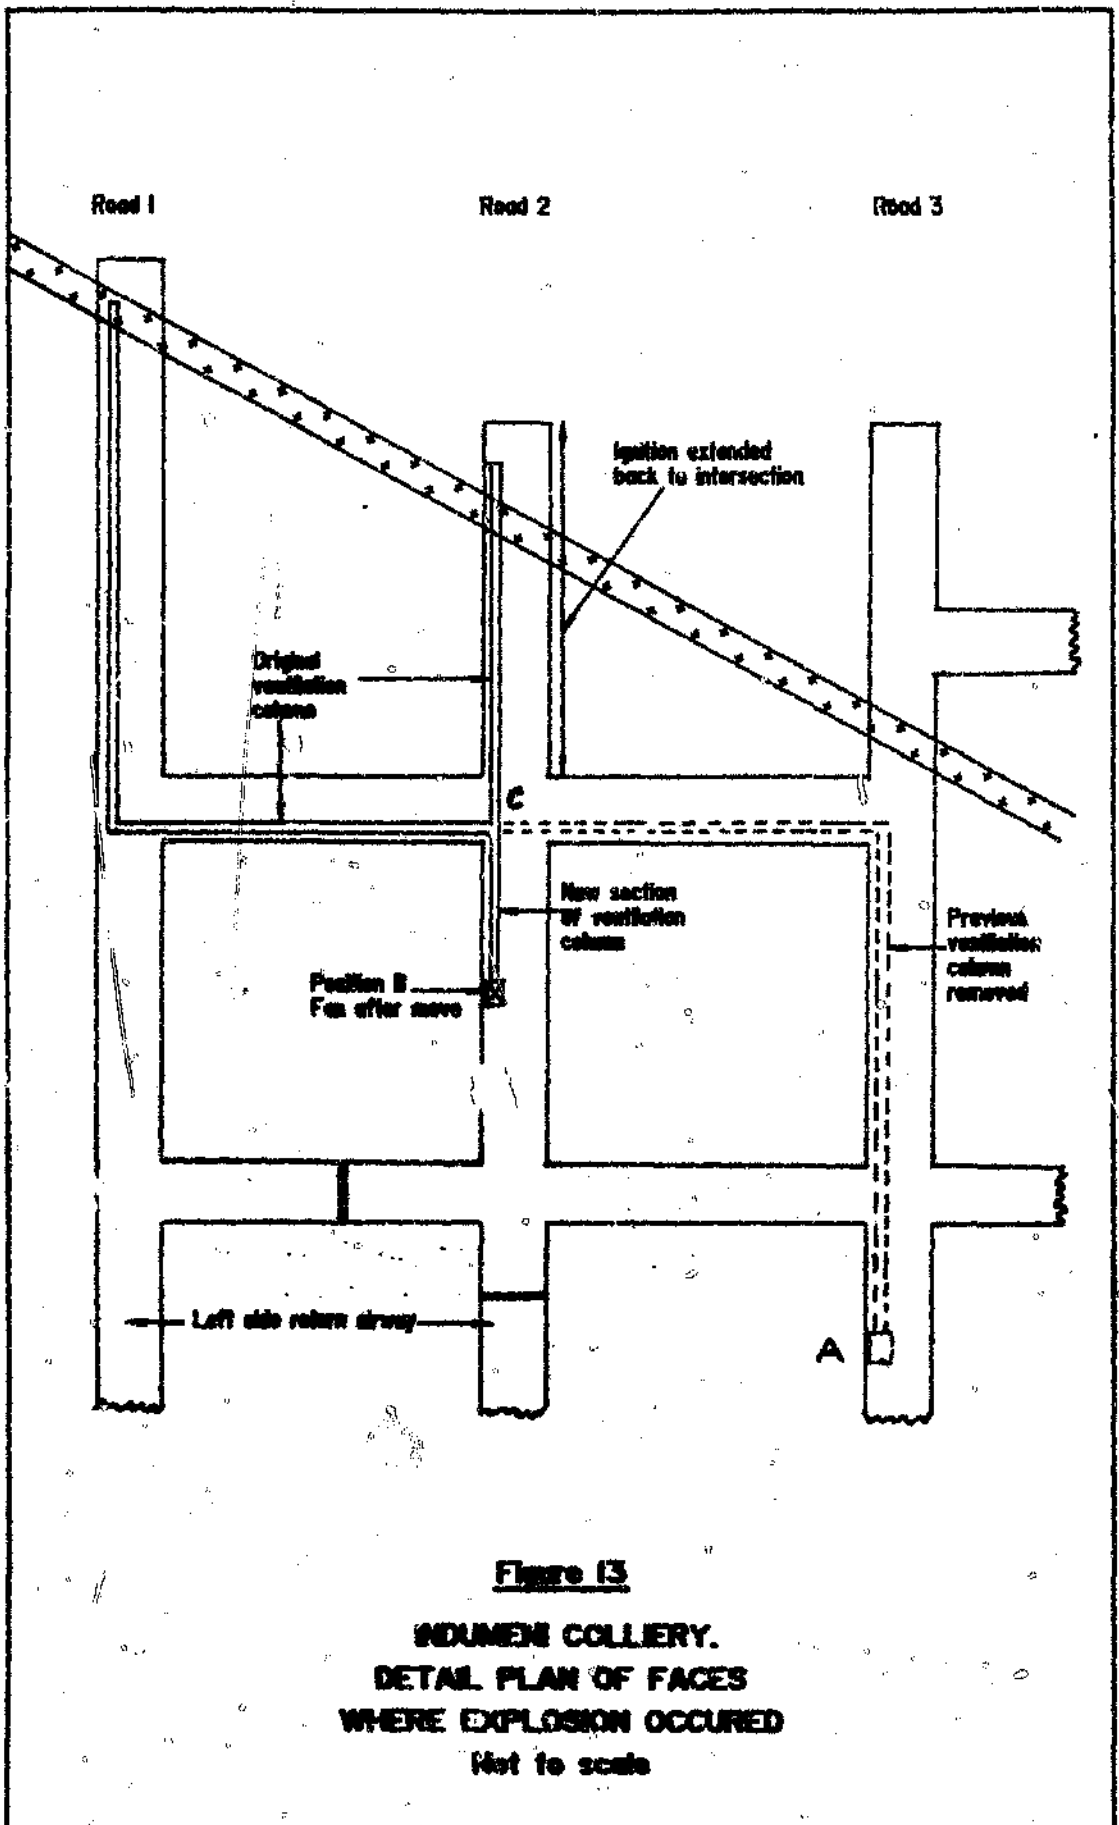 Road 1
Road 2
Road 3
Ignition extended
back to intersection
Original
ventilation
column
C
New section
of ventilation
column
Previous
ventilation
column
removed
Position B
Fan after move
Left side return airway
A
Figure 13
INDUMENI COLLIERY.
DETAIL PLAN OF FACES
WHERE EXPLOSION OCCURED
Not to scale